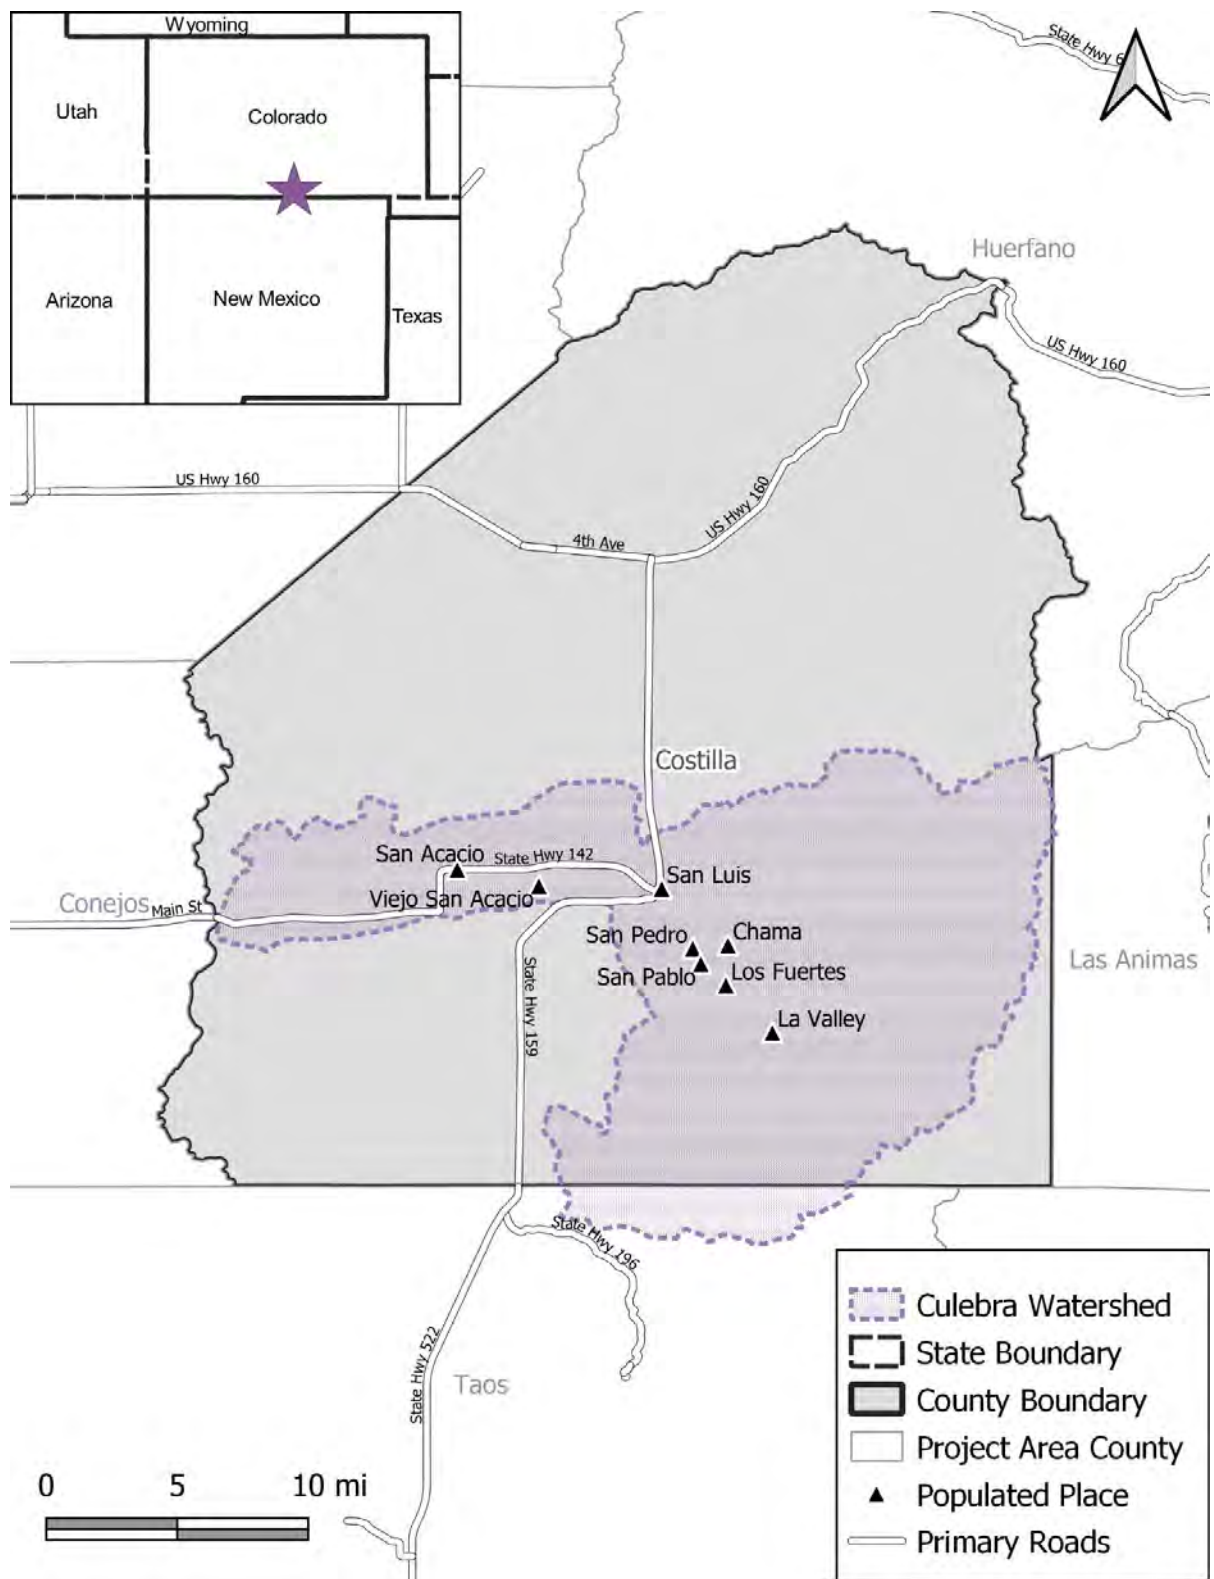 Wyoming
State Hwy 6
Utah
Colorado
Huerfano
Arizona
New Mexico
Texas
US Hwy 160
US Hwy 160
US Hwy 160
4th Ave
Costilla
San Acacio
State Hwy 142
San Luis
Viejo San Acacio
Conejos
Main St
San Pedro
Chama
Las Animas
San Pablo
Los Fuertes
State Hwy 159
La Valley
State Hwy 196
State Hwy 522
Taos
Culebra Watershed
State Boundary
County Boundary
Project Area County
Populated Place
Primary Roads
0 5 10 mi